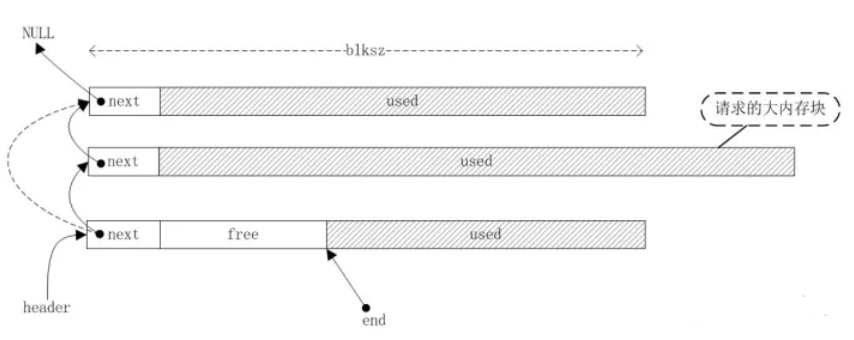 NULL
blksz
next
used
请求的大内存块
next
used
next
free
used
header
end